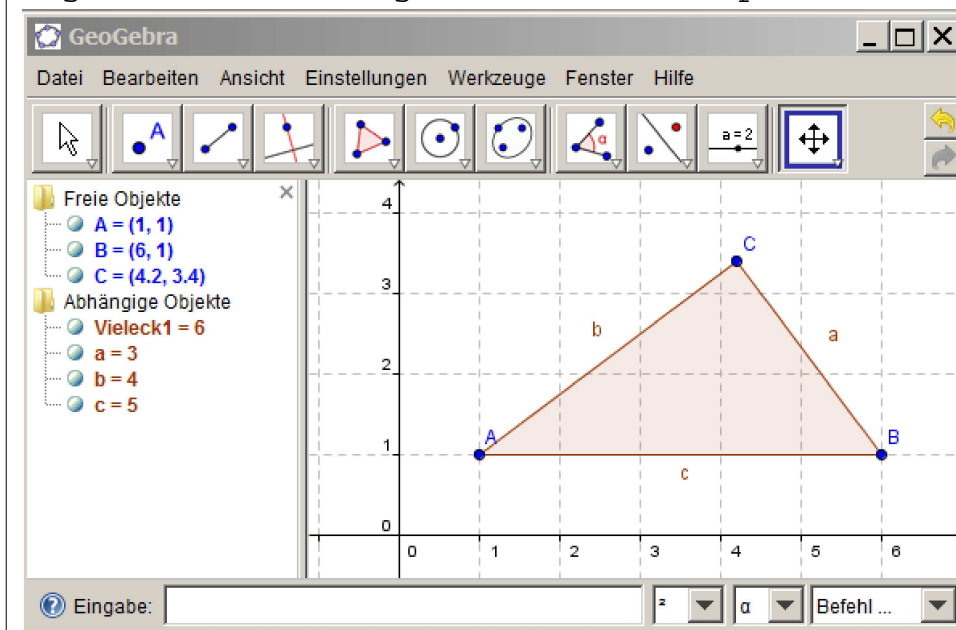 GeoGebra
Datei Bearbeiten Ansicht Einstellungen Werkzeuge Fenster Hilfe
A
α
a = 2
Freie Objekte
A = (1, 1)
B = (6, 1)
C = (4.2, 3.4)
Abhängige Objekte
Vieleck1 = 6
a = 3
b = 4
c = 5
4
C
3
b
a
2
A
B
1
c
0
0 1 2 3 4 5 6
Eingabe:
² α Befehl ...